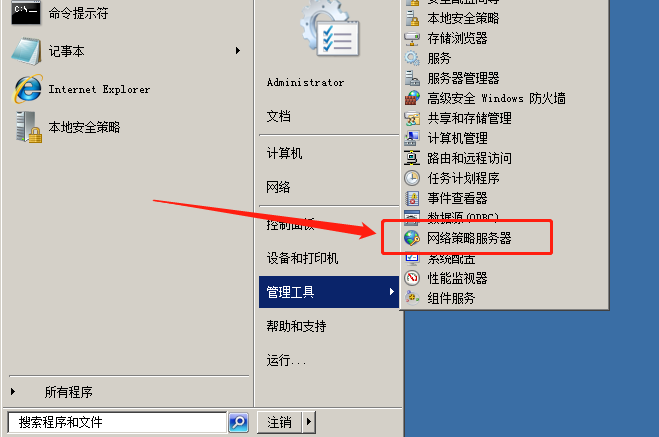 命令提示符
记事本
Internet Explorer
本地安全策略
所有程序
搜索程序和文件
Administrator
文档
计算机
网络
控制面板
设备和打印机
管理工具
帮助和支持
运行...
注销
安全配置向导
本地安全策略
存储浏览器
服务
服务器管理器
高级安全 Windows 防火墙
共享和存储管理
计算机管理
路由和远程访问
任务计划程序
事件查看器
数据源(ODBC)
网络策略服务器
系统配置
性能监视器
组件服务